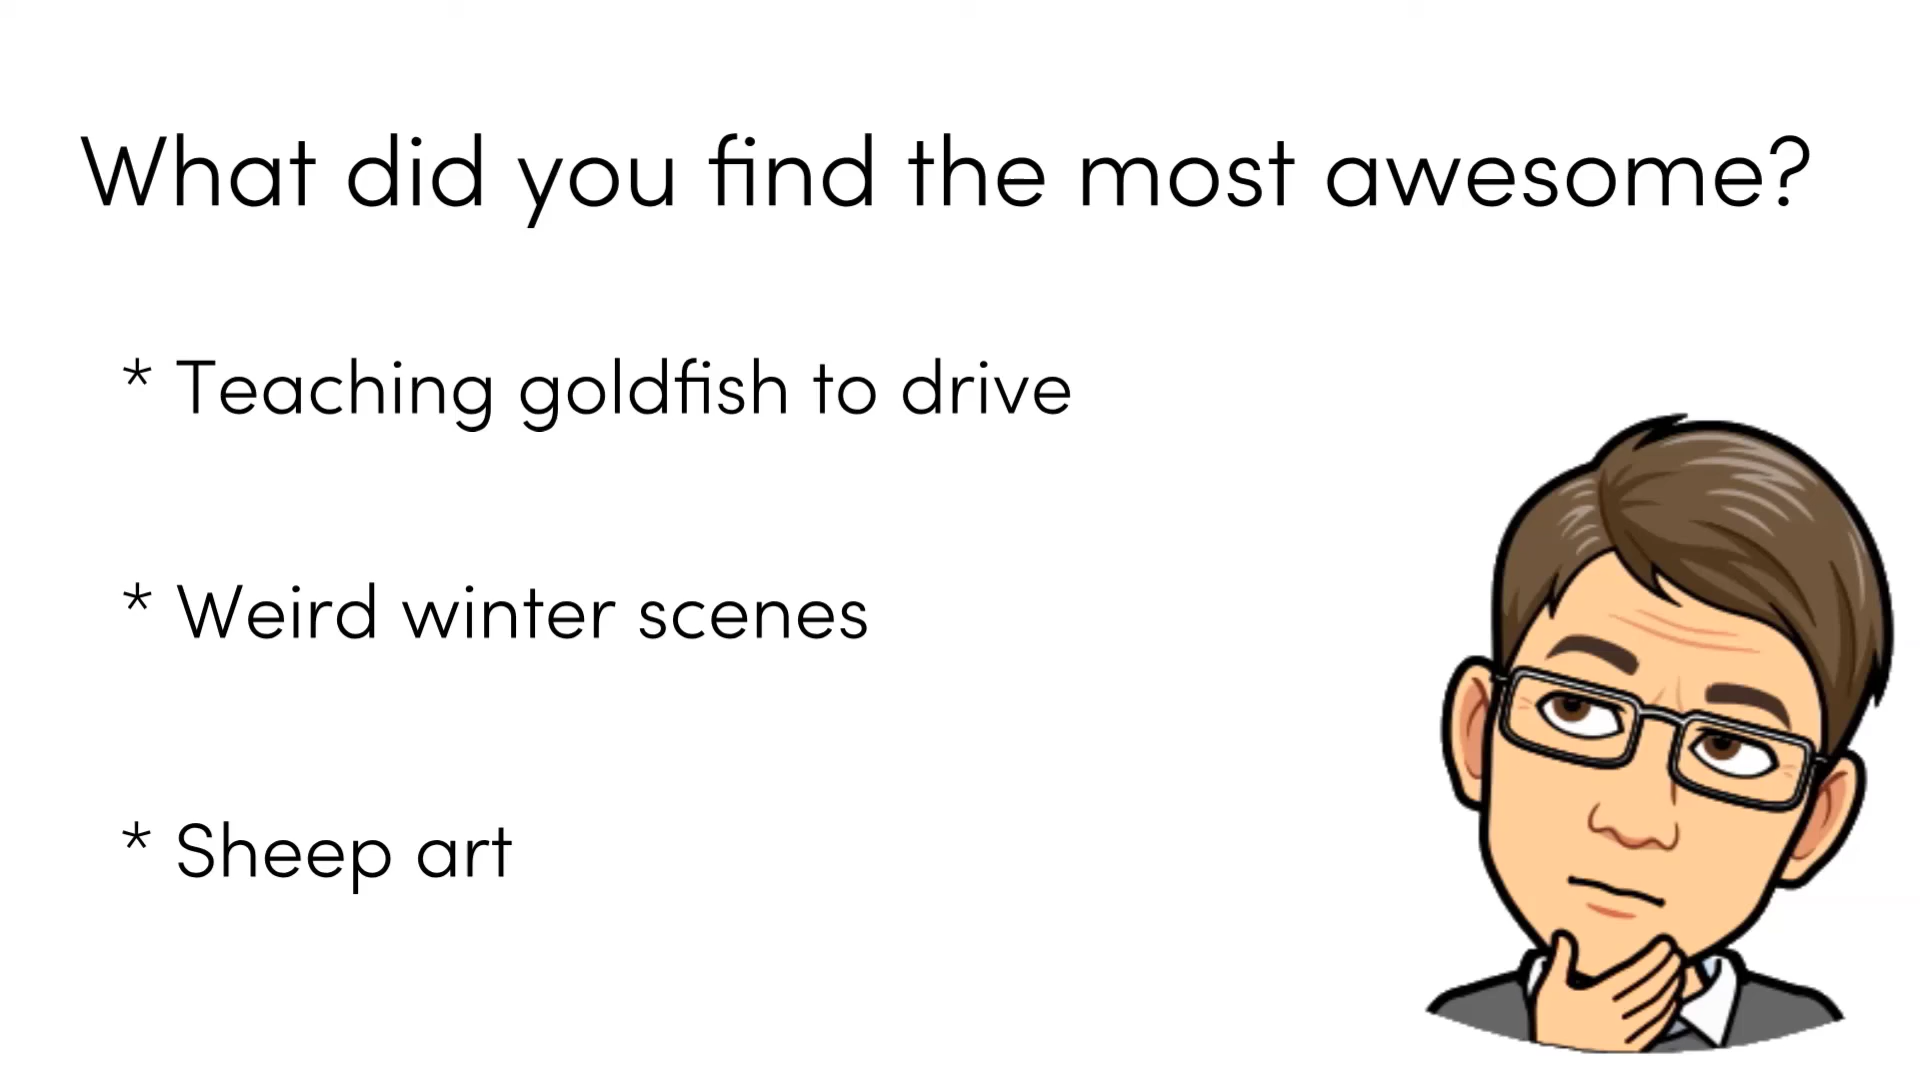 What did you find the most awesome?
* Teaching goldfish to drive
* Weird winter scenes
* Sheep art